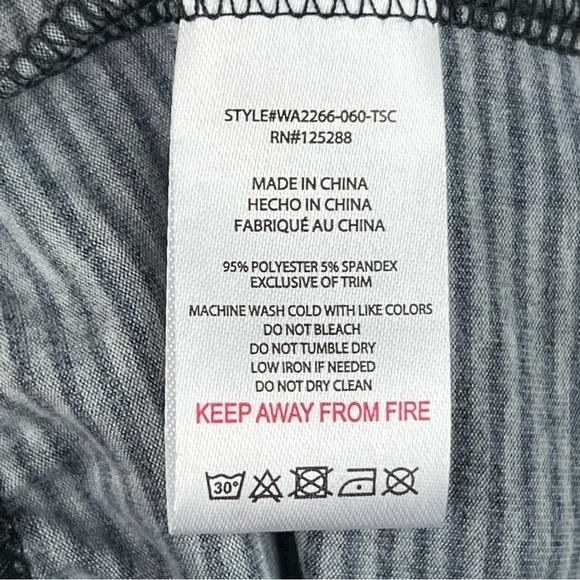 STYLE#WA2266-060-TSC
RN#125288
MADE IN CHINA
HECHO IN CHINA
FABRIQUÉ AU CHINA
95% POLYESTER 5% SPANDEX
EXCLUSIVE OF TRIM
MACHINE WASH COLD WITH LIKE COLORS
DO NOT BLEACH
DO NOT TUMBLE DRY
LOW IRON IF NEEDED
DO NOT DRY CLEAN
KEEP AWAY FROM FIRE
30°